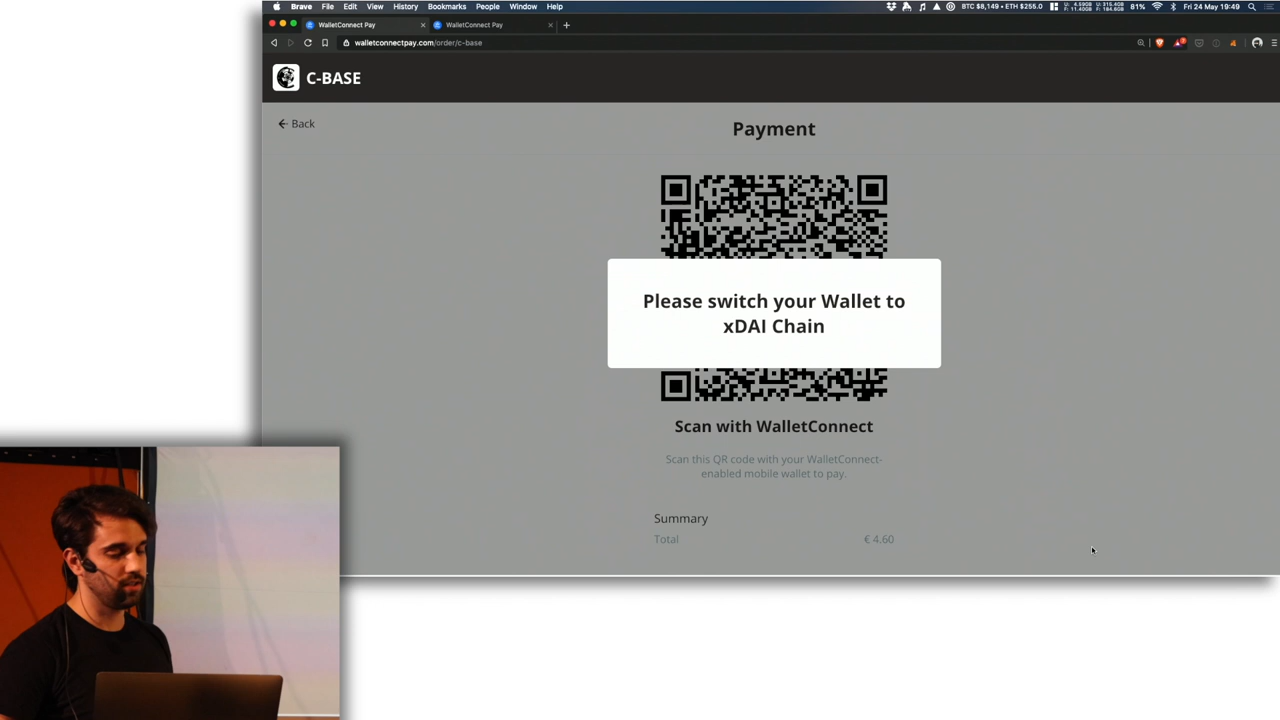 Brave File Edit View History Bookmarks People Window Help BTC $8,149 • ETH $255.0 81% Fri 24 May 19:49
WalletConnect Pay WalletConnect Pay
walletconnectpay.com/order/c-base
C-BASE
Back
Payment
Please switch your Wallet to
xDAI Chain
Scan with WalletConnect
Scan this QR code with your WalletConnect-
enabled mobile wallet to pay.
Summary
Total € 4.60